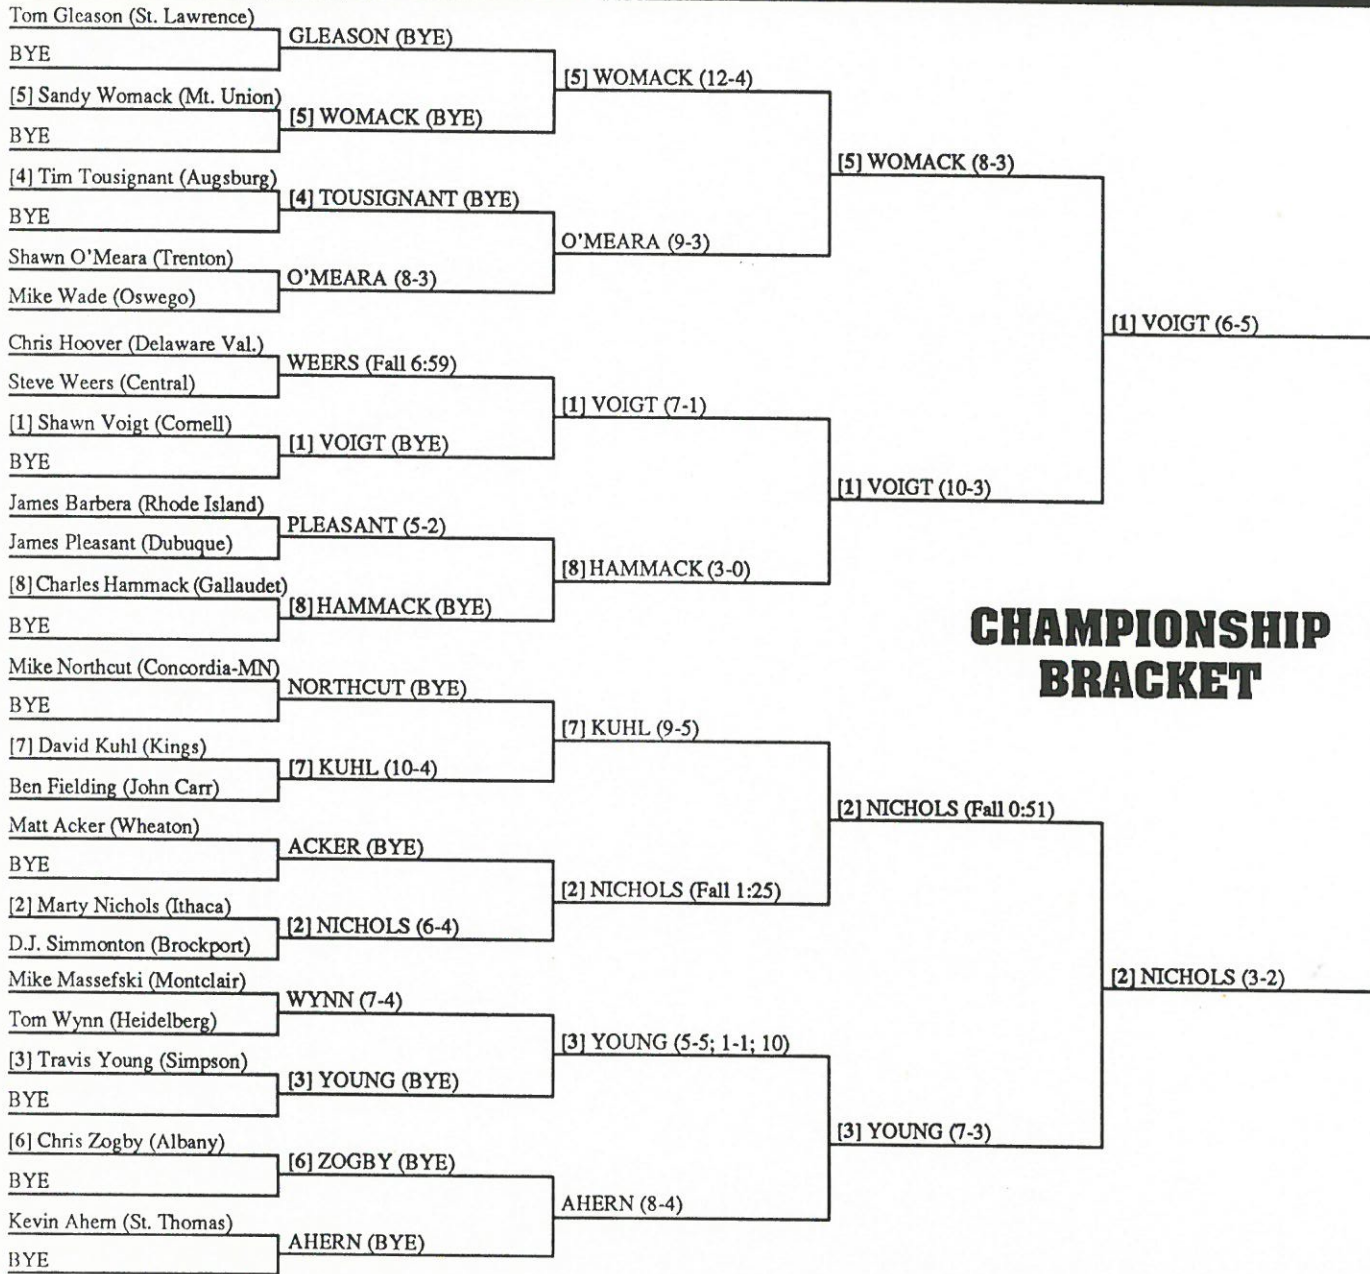 Tom Gleason (St. Lawrence)
BYE
[5] Sandy Womack (Mt. Union)
BYE
[4] Tim Tousignant (Augsburg)
BYE
Shawn O'Meara (Trenton)
Mike Wade (Oswego)
Chris Hoover (Delaware Val.)
Steve Weers (Central)
[1] Shawn Voigt (Cornell)
BYE
James Barbera (Rhode Island)
James Pleasant (Dubuque)
[8] Charles Hammack (Gallaudet)
BYE
Mike Northcut (Concordia-MN)
BYE
[7] David Kuhl (Kings)
Ben Fielding (John Carr)
Matt Acker (Wheaton)
BYE
[2] Marty Nichols (Ithaca)
D.J. Simmonton (Brockport)
Mike Massefski (Montclair)
Tom Wynn (Heidelberg)
[3] Travis Young (Simpson)
BYE
[6] Chris Zogby (Albany)
BYE
Kevin Ahern (St. Thomas)
BYE
GLEASON (BYE)
[5] WOMACK (BYE)
[4] TOUSIGNANT (BYE)
O'MEARA (8-3)
WEERS (Fall 6:59)
[1] VOIGT (BYE)
PLEASANT (5-2)
[8] HAMMACK (BYE)
NORTHCUT (BYE)
[7] KUHL (10-4)
ACKER (BYE)
[2] NICHOLS (6-4)
WYNN (7-4)
[3] YOUNG (BYE)
[6] ZOGBY (BYE)
AHERN (BYE)
[5] WOMACK (12-4)
O'MEARA (9-3)
[1] VOIGT (7-1)
[8] HAMMACK (3-0)
[7] KUHL (9-5)
[2] NICHOLS (Fall 1:25)
[3] YOUNG (5-5; 1-1; 10)
AHERN (8-4)
[5] WOMACK (8-3)
[1] VOIGT (10-3)
[2] NICHOLS (Fall 0:51)
[3] YOUNG (7-3)
[1] VOIGT (6-5)
[2] NICHOLS (3-2)
CHAMPIONSHIP
BRACKET